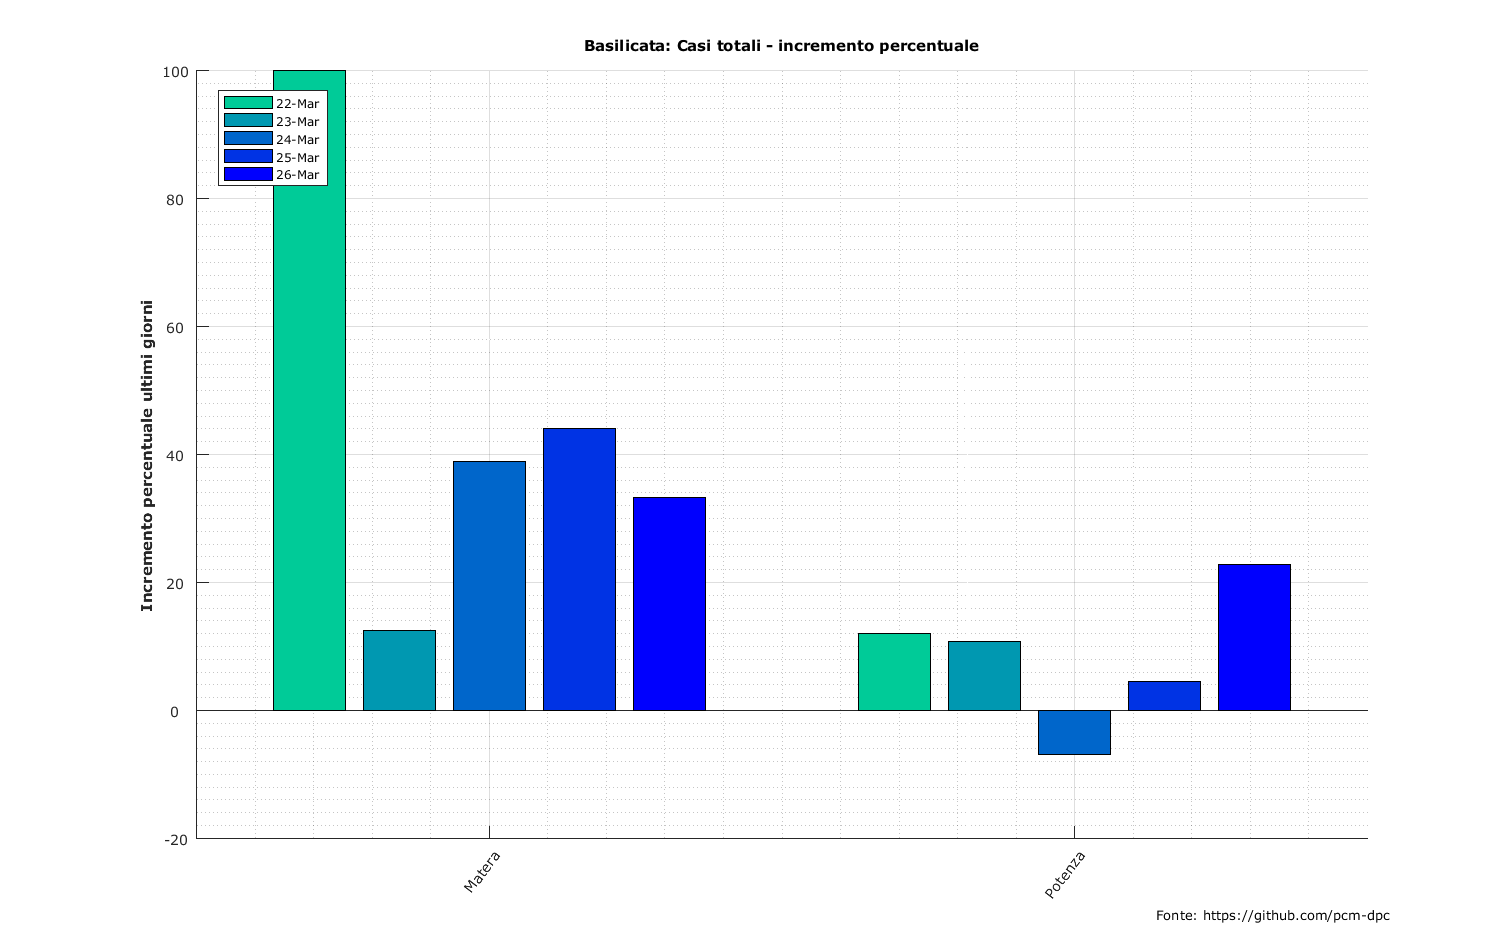 Basilicata: Casi totali - incremento percentuale
Incremento percentuale ultimi giorni
100
80
60
40
20
0
-20
22-Mar
23-Mar
24-Mar
25-Mar
26-Mar
Matera
Potenza
Fonte: https://github.com/pcm-dpc